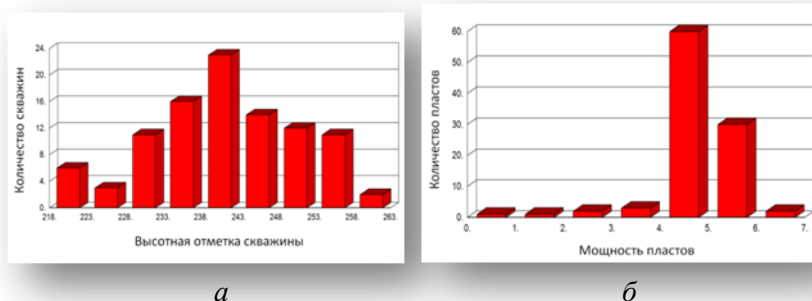 24.
20.
16.
12.
8.
4.
0.
218. 223. 228. 233. 238. 243. 248. 253. 258. 263.
Количество скважин
Высотная отметка скважины
а
60.
50.
40.
30.
20.
10.
0.
0. 1. 2. 3. 4. 5. 6. 7.
Количество пластов
Мощность пластов
б